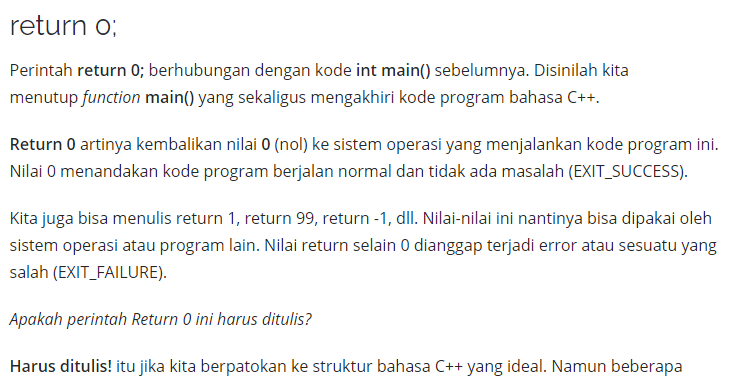 return 0;
Perintah return 0; berhubungan dengan kode int main() sebelumnya. Disinilah kita
menutup function main() yang sekaligus mengakhiri kode program bahasa C++.
Return 0 artinya kembalikan nilai 0 (nol) ke sistem operasi yang menjalankan kode program ini.
Nilai 0 menandakan kode program berjalan normal dan tidak ada masalah (EXIT_SUCCESS).
Kita juga bisa menulis return 1, return 99, return -1, dll. Nilai-nilai ini nantinya bisa dipakai oleh
sistem operasi atau program lain. Nilai return selain 0 dianggap terjadi error atau sesuatu yang
salah (EXIT_FAILURE).
Apakah perintah Return 0 ini harus ditulis?
Harus ditulis! itu jika kita berpatokan ke struktur bahasa C++ yang ideal. Namun beberapa